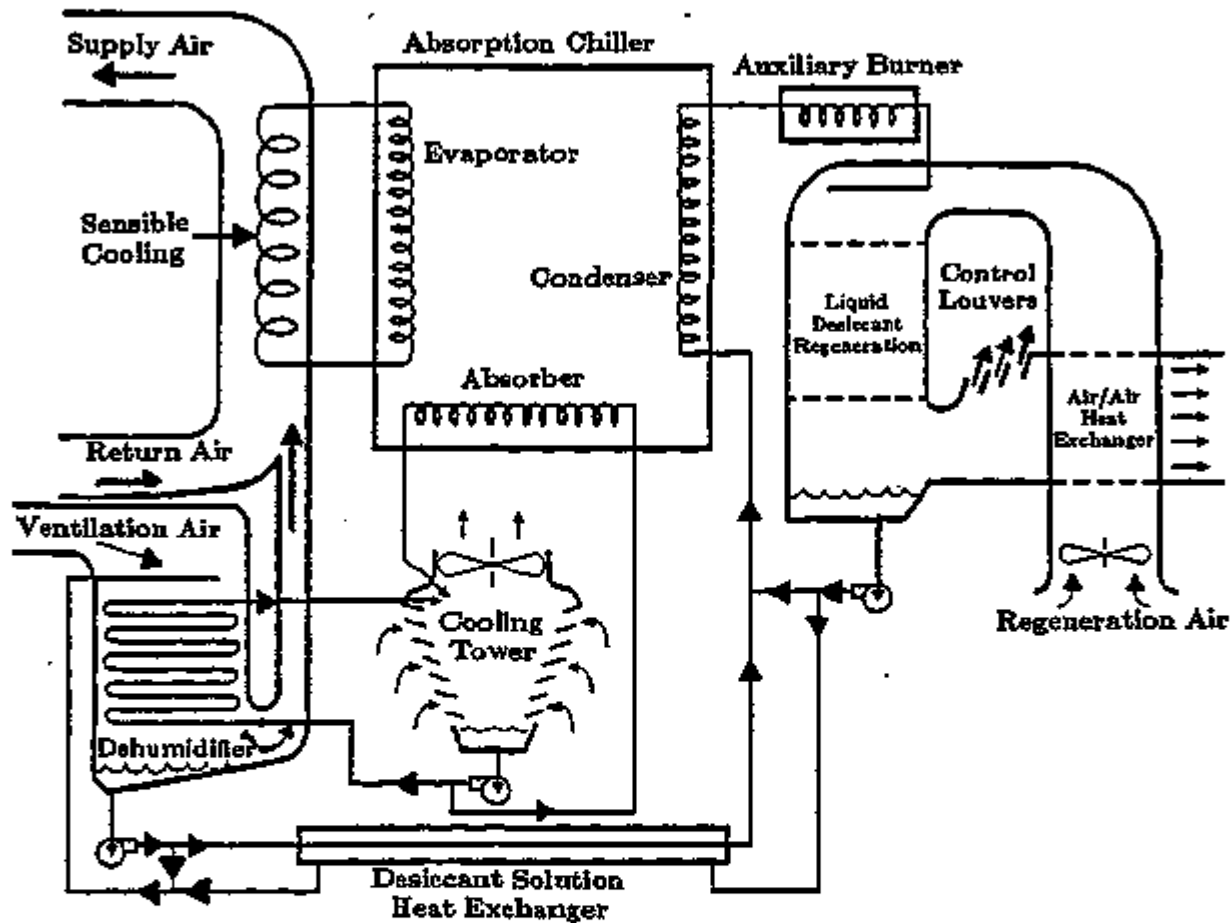 Supply Air
Absorption Chiller
Auxiliary Burner
Evaporator
Sensible
Cooling
Condenser
Control
Louvers
Liquid
Desiccant
Regeneration
Absorber
Air/Air
Heat
Exchanger
Return Air
Ventilation Air
Cooling
Tower
Regeneration Air
Dehumidifier
Desiccant Solution
Heat Exchanger